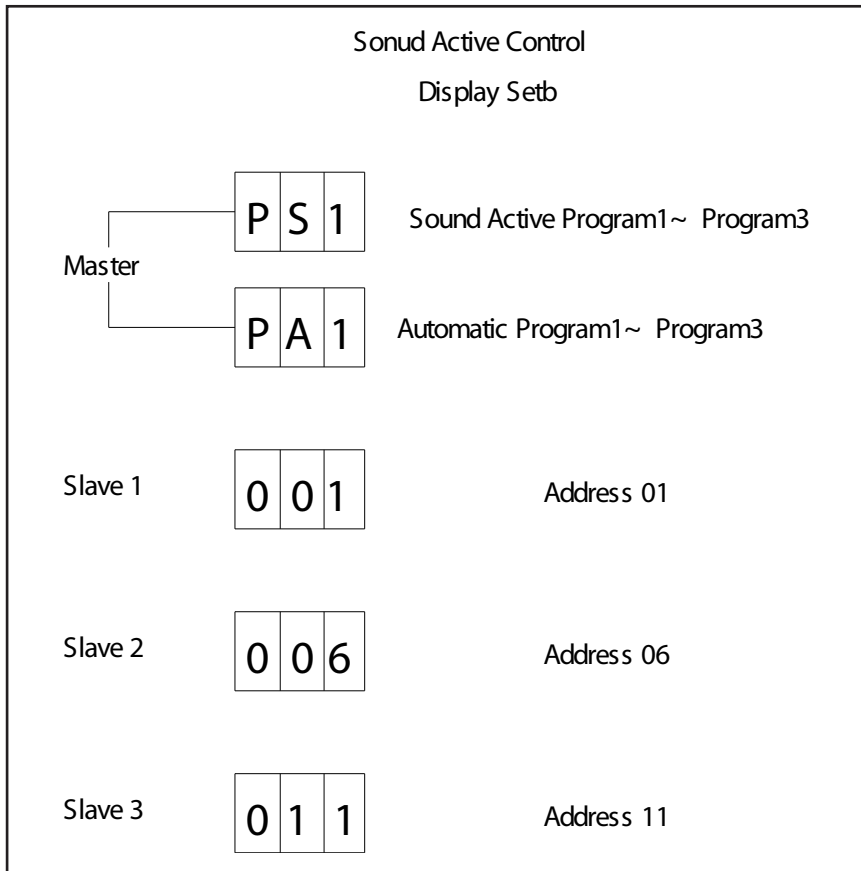 Sonud Active Control
Display Setb
P S 1 Sound Active Program1~ Program3
Master
P A 1 Automatic Program1~ Program3
Slave 1 0 0 1 Address 01
Slave 2 0 0 6 Address 06
Slave 3 0 1 1 Address 11